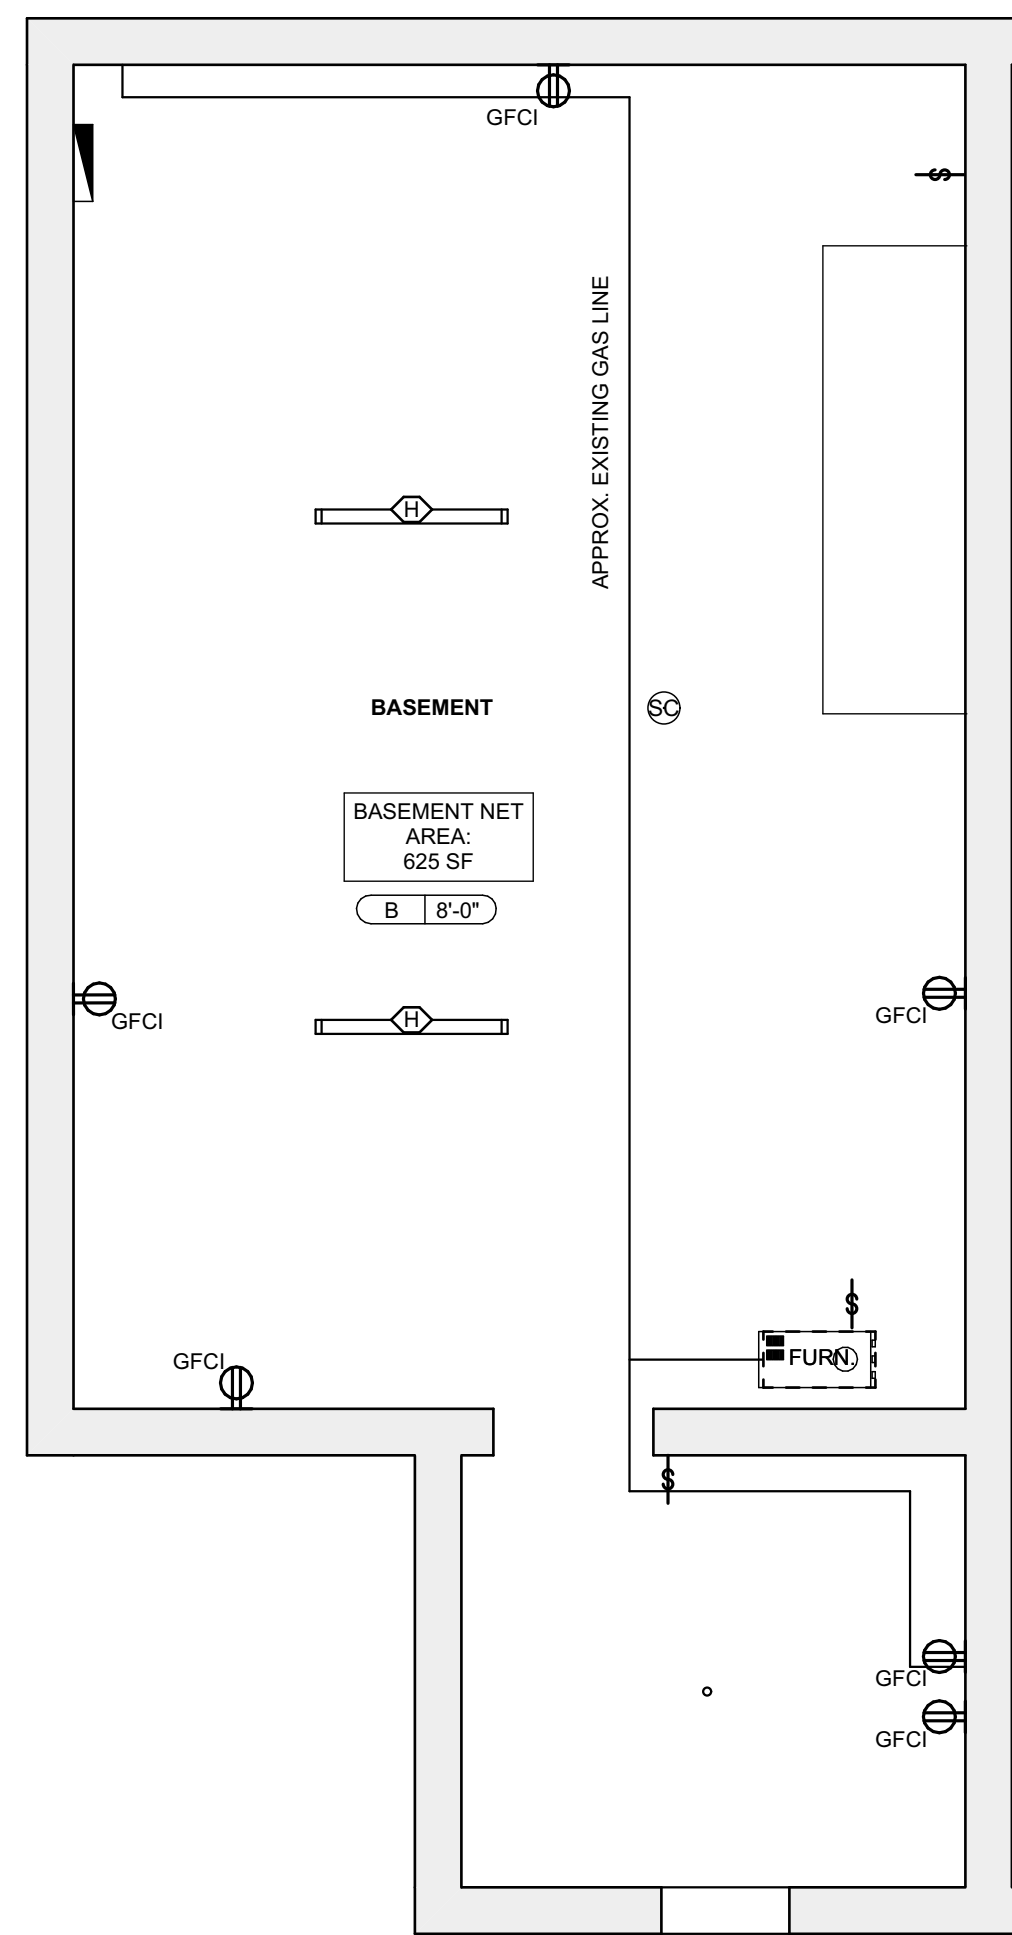 GFCI
$
APPROX. EXISTING GAS LINE
H
BASEMENT
SC
BASEMENT NET
AREA:
625 SF
B 8'-0"
GFCI
GFCI
H
$
GFCI
FURN.
$
GFCI
GFCI